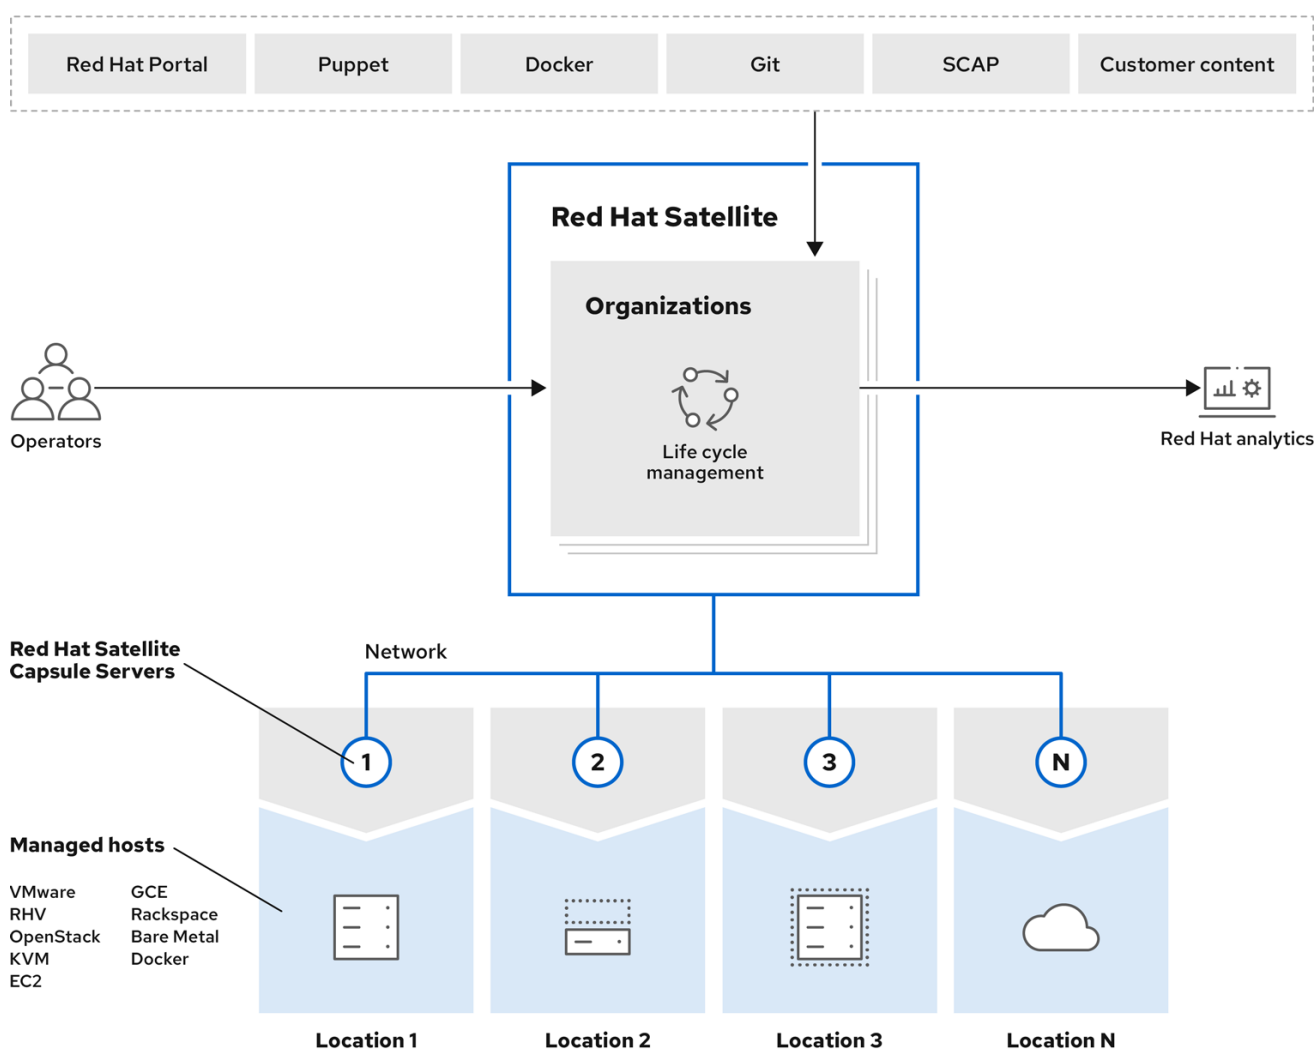 Red Hat Portal
Puppet
Docker
Git
SCAP
Customer content
Red Hat Satellite
Organizations
Life cycle
management
Operators
Red Hat analytics
Red Hat Satellite
Capsule Servers
Network
1
2
3
N
Managed hosts
VMware
RHV
OpenStack
KVM
EC2
GCE
Rackspace
Bare Metal
Docker
Location 1
Location 2
Location 3
Location N